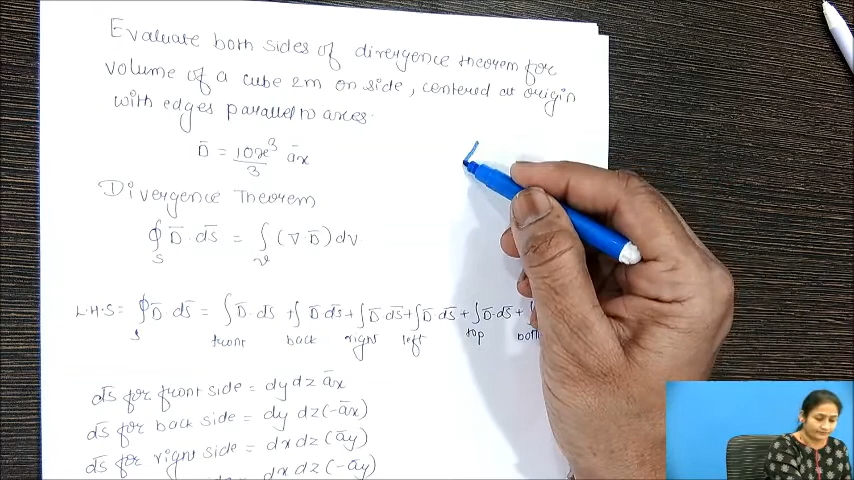 Evaluate both sides of divergence theorem for
volume of a cube 2m on side, centered at origin
with edges parallel to axes.
D̄ = 10x³/3 āx
Divergence Theorem
∮s D̄ · ds̄ = ∫v (∇ · D̄) dv
L.H.S = ∮s D̄ · ds̄ = ∫front D̄ · ds̄ + ∫back D̄ ds̄ + ∫right D̄ · ds̄ + ∫left D̄ · ds̄ + ∫top D̄ · ds̄ +
ds̄ for front side = dy dz āx
ds̄ for back side = dy dz (-āx)
ds̄ for right side = dx dz (āy)
= dx dz (-āy)